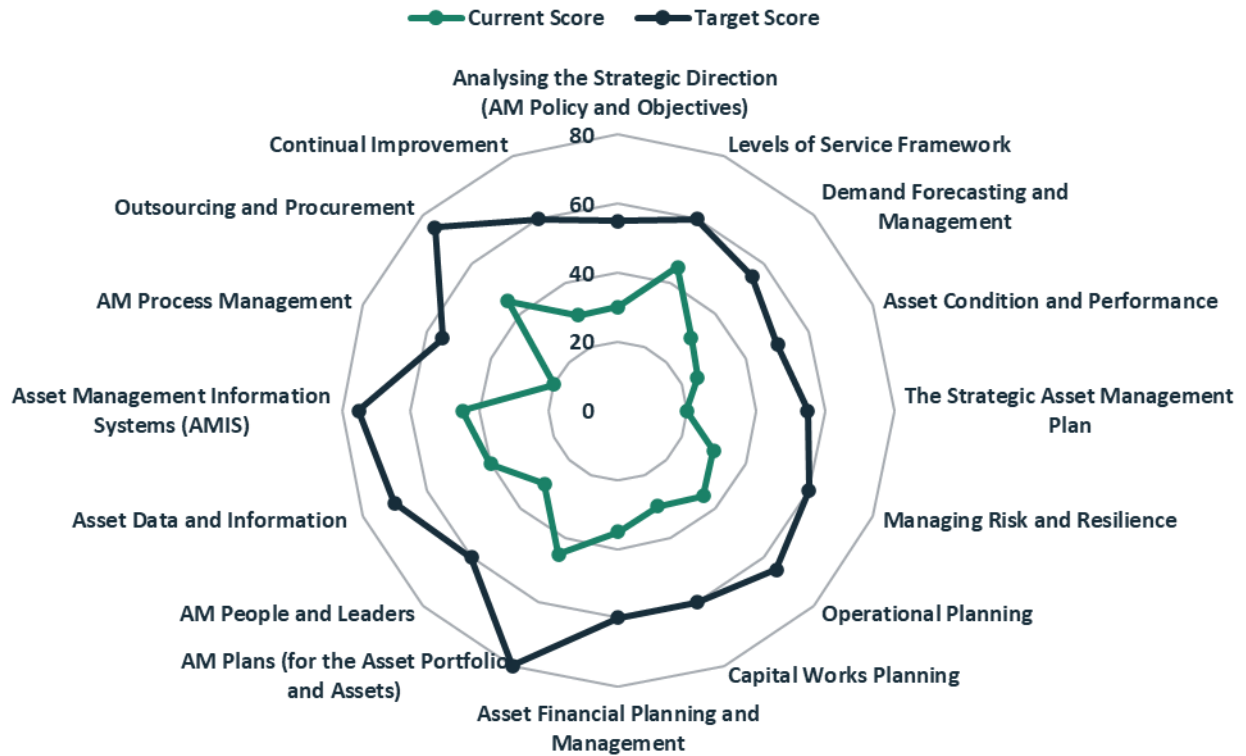 Current Score
Target Score
Analysing the Strategic Direction
(AM Policy and Objectives)
80
Continual Improvement
Levels of Service Framework
Outsourcing and Procurement
Demand Forecasting and
Management
60
AM Process Management
Asset Condition and Performance
40
20
Asset Management Information
Systems (AMIS)
0
The Strategic Asset Management
Plan
Asset Data and Information
Managing Risk and Resilience
AM People and Leaders
Operational Planning
AM Plans (for the Asset Portfolio
and Assets)
Capital Works Planning
Asset Financial Planning and
Management